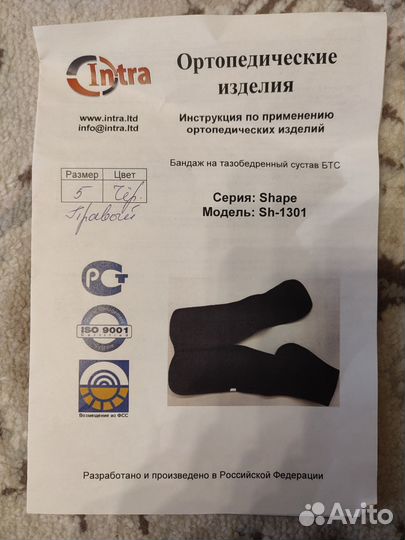 Intra
www.intra.ltd
info@intra.ltd
Ортопедические
изделия
Инструкция по применению
ортопедических изделий
Бандаж на тазобедренный сустав БТС
Размер Цвет
5 Чёр.
Правый
Серия: Shape
Модель: Sh-1301
РСТ
ISO 9001
Возмещение из ФСС
Разработано и произведено в Российской Федерации
Avito